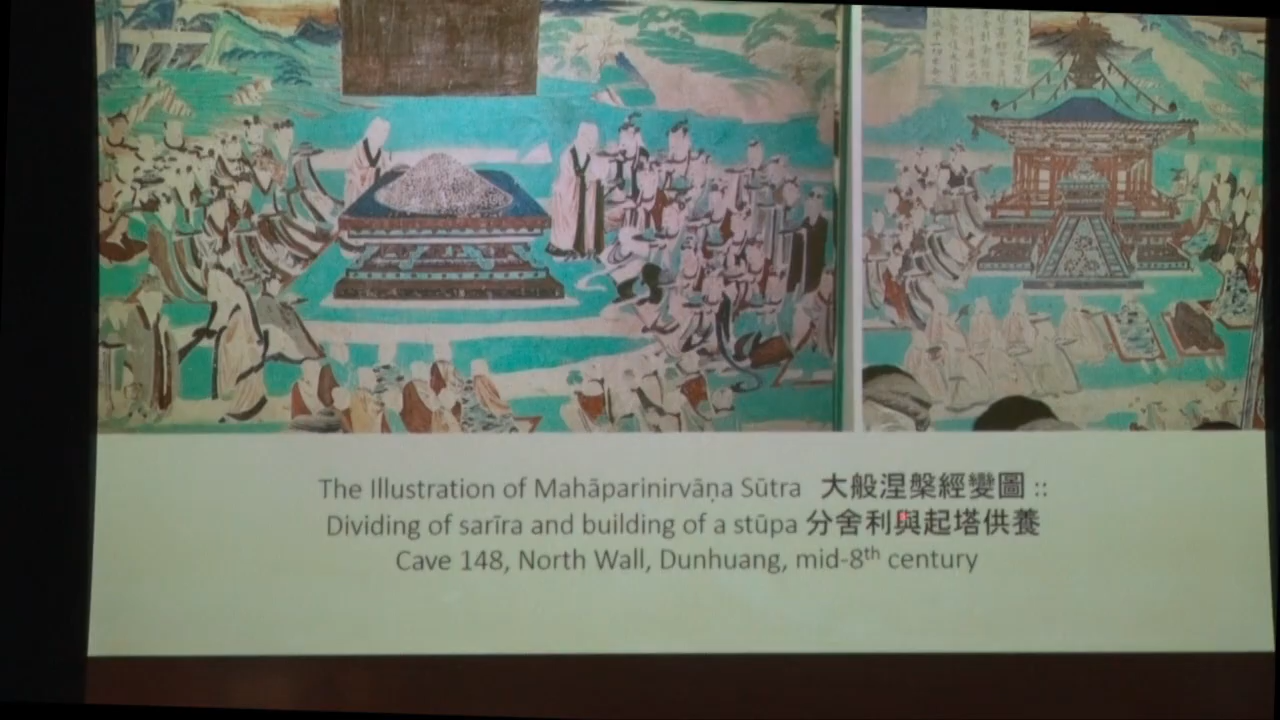 The Illustration of Mahāparinirvāṇa Sūtra 大般涅槃經變圖 ::
Dividing of sarīra and building of a stūpa 分舍利與起塔供養
Cave 148, North Wall, Dunhuang, mid-8th century